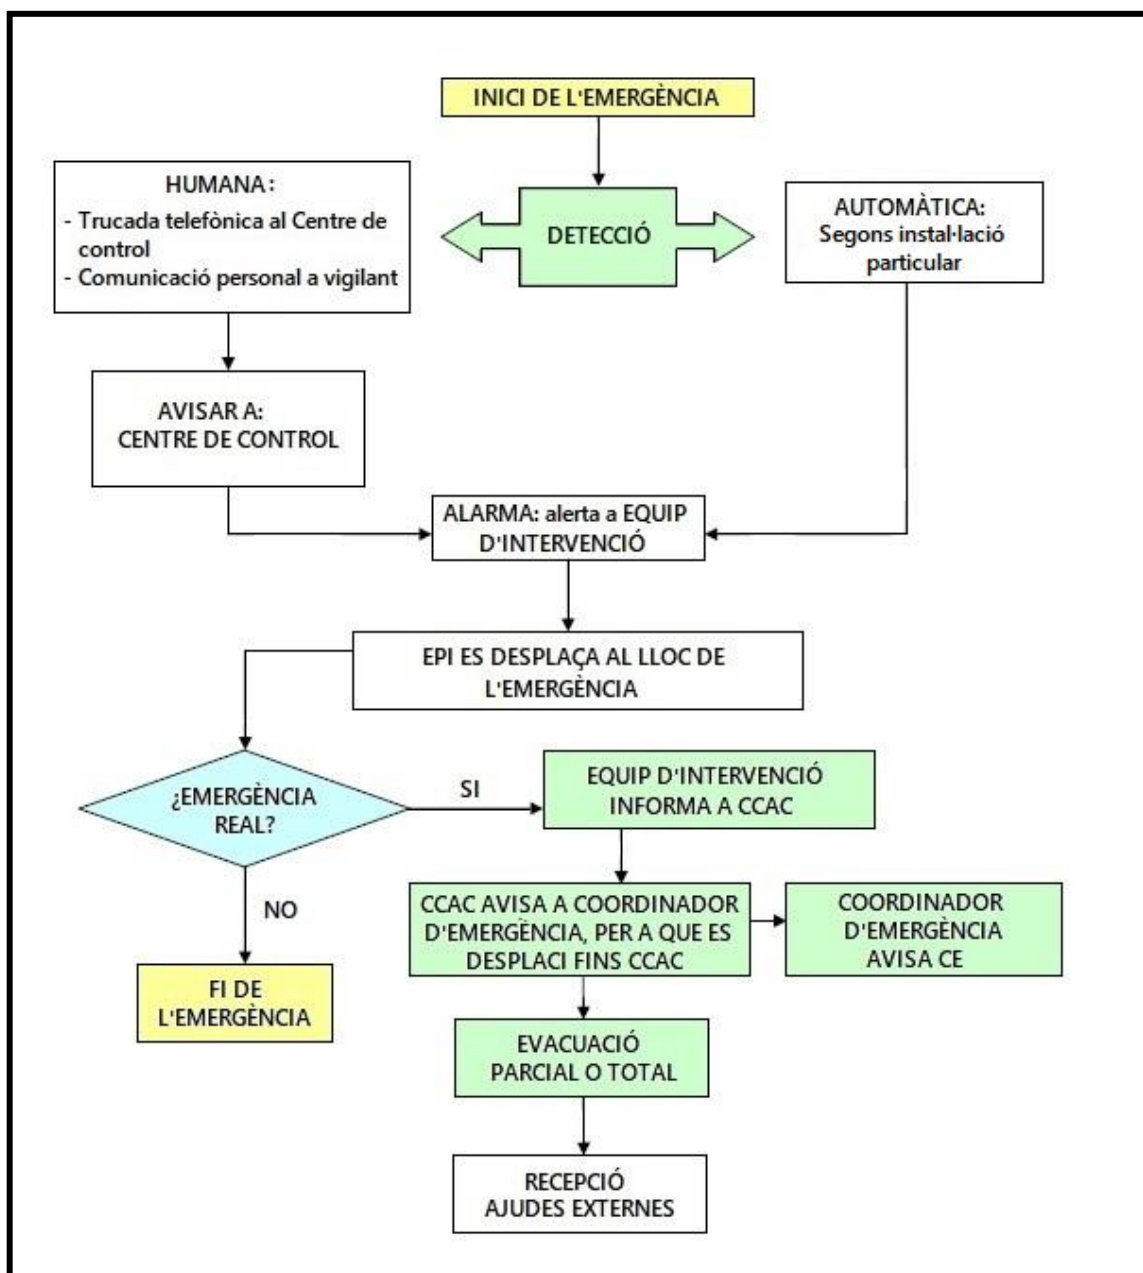 INICI DE L'EMERGÈNCIA
HUMANA:
- Trucada telefònica al Centre de
control
- Comunicació personal a vigilant
DETECCIÓ
AUTOMÀTICA:
Segons instal·lació
particular
AVISAR A:
CENTRE DE CONTROL
ALARMA: alerta a EQUIP
D'INTERVENCIÓ
EPI ES DESPLAÇA AL LLOC DE
L'EMERGÈNCIA
¿EMERGÈNCIA
REAL?
SI
EQUIP D'INTERVENCIÓ
INFORMA A CCAC
NO
CCAC AVISA A COORDINADOR
D'EMERGÈNCIA, PER A QUE ES
DESPLACI FINS CCAC
COORDINADOR
D'EMERGÈNCIA
AVISA CE
FI DE
L'EMERGÈNCIA
EVACUACIÓ
PARCIAL O TOTAL
RECEPCIÓ
AJUDES EXTERNES